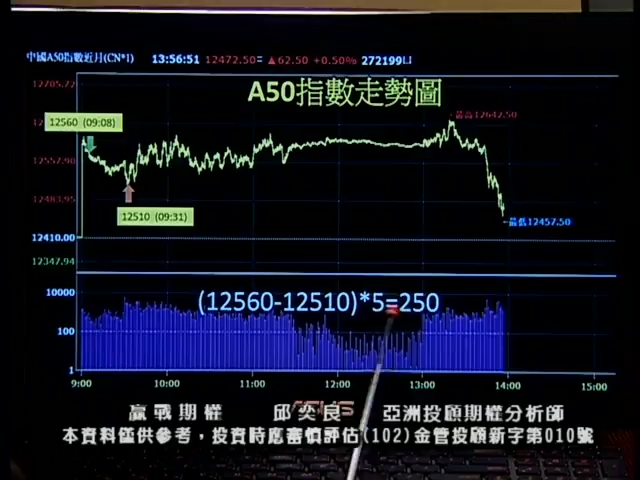 中國A50指數近月(CN*1) 13:56:51 12472.50= ▲62.50 +0.50% 272199口
12705.72
A50指數走勢圖
最高12642.50
12560 (09:08)
12557.90
12483.95
12510 (09:31)
最低12457.50
12410.00
12347.94
(12560-12510)*5=250
10000
100
1
9:00 10:00 11:00 12:00 13:00 14:00 15:00
ASUS
贏戰期權 邱奕良 亞洲投顧期權分析師
本資料僅供參考，投資時應審慎評估(102)金管投顧新字第010號